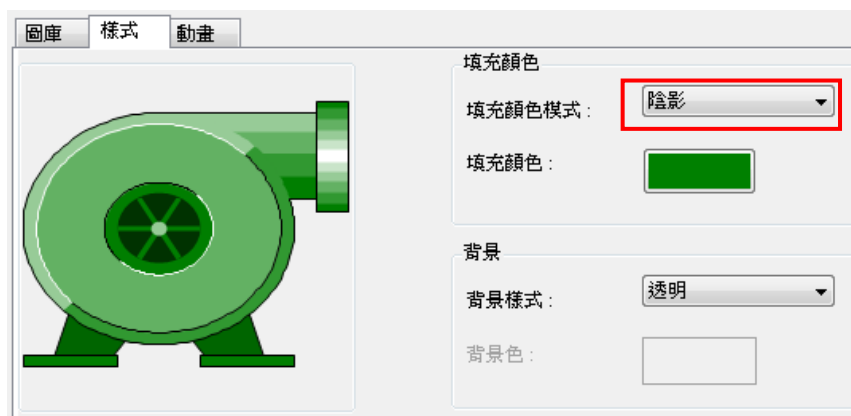 圖庫 樣式 動畫
填充顏色
填充顏色模式 : 陰影
填充顏色 :
背景
背景樣式 : 透明
背景色 :